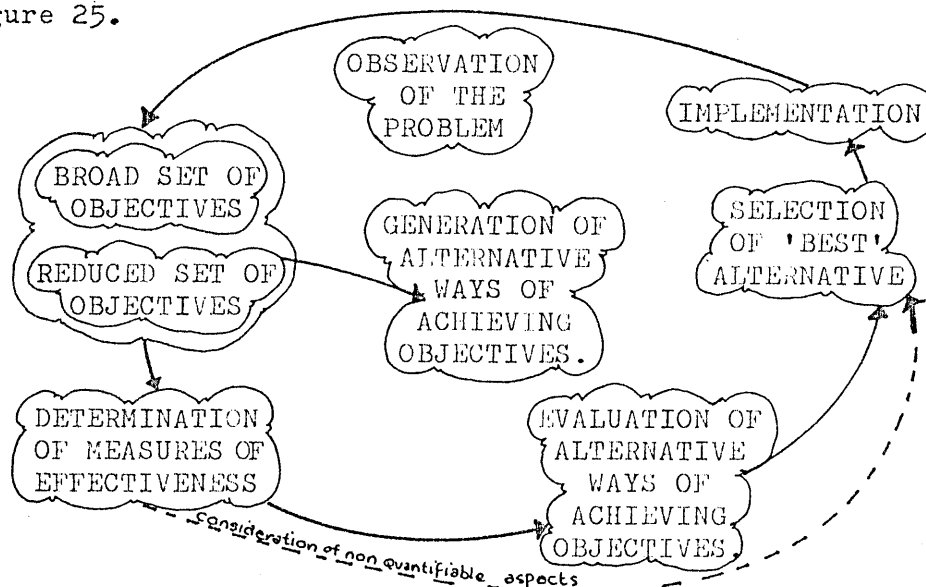 gure 25.
OBSERVATION
OF THE
PROBLEM
IMPLEMENTATION
BROAD SET OF
OBJECTIVES
REDUCED SET OF
OBJECTIVES
GENERATION OF
ALTERNATIVE
WAYS OF
ACHIEVING
OBJECTIVES.
SELECTION
OF 'BEST'
ALTERNATIVE
DETERMINATION
OF MEASURES OF
EFFECTIVENESS
EVALUATION OF
ALTERNATIVE
WAYS OF
ACHIEVING
OBJECTIVES.
consideration of non quantifiable aspects